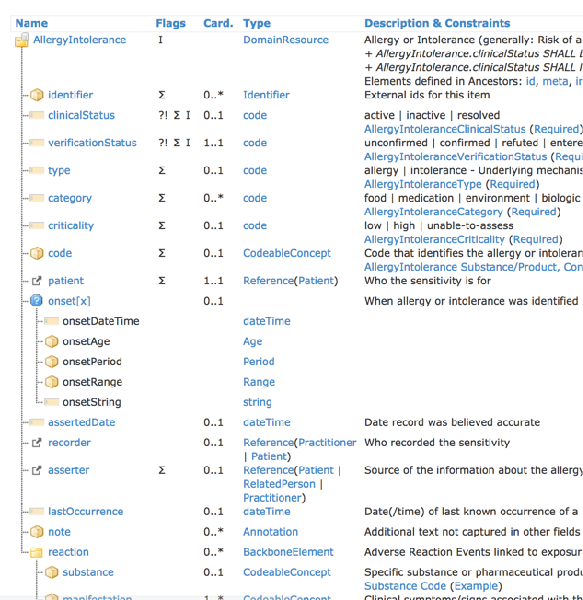 Name Flags Card. Type Description & Constraints
AllergyIntolerance I DomainResource Allergy or Intolerance (generally: Risk of a
+ AllergyIntolerance.clinicalStatus SHALL
+ AllergyIntolerance.clinicalStatus SHALL
Elements defined in Ancestors: id, meta,
identifier Σ 0..* Identifier External ids for this item
clinicalStatus ?! Σ I 0..1 code active | inactive | resolved
AllergyIntoleranceClinicalStatus (Required)
verificationStatus ?! Σ I 1..1 code unconfirmed | confirmed | refuted | entere
AllergyIntoleranceVerificationStatus (Requi
type Σ 0..1 code allergy | intolerance - Underlying mechanis
AllergyIntoleranceType (Required)
category Σ 0..* code food | medication | environment | biologic
AllergyIntoleranceCategory (Required)
criticality Σ 0..1 code low | high | unable-to-assess
AllergyIntoleranceCriticality (Required)
code Σ 0..1 CodeableConcept Code that identifies the allergy or intoleran
AllergyIntolerance Substance/Product, Con
patient Σ 1..1 Reference(Patient) Who the sensitivity is for
onset[x] 0..1 When allergy or intolerance was identified
onsetDateTime dateTime
onsetAge Age
onsetPeriod Period
onsetRange Range
onsetString string
assertedDate 0..1 dateTime Date record was believed accurate
recorder 0..1 Reference(Practitioner Who recorded the sensitivity
| Patient)
asserter Σ 0..1 Reference(Patient | Source of the information about the allergy
RelatedPerson |
Practitioner)
lastOccurrence 0..1 dateTime Date(/time) of last known occurrence of a
note 0..* Annotation Additional text not captured in other fields
reaction 0..* BackboneElement Adverse Reaction Events linked to exposur
substance 0..1 CodeableConcept Specific substance or pharmaceutical produ
Substance Code (Example)
manifestation 1..* CodeableConcept Clinical symptoms/signs associated with th